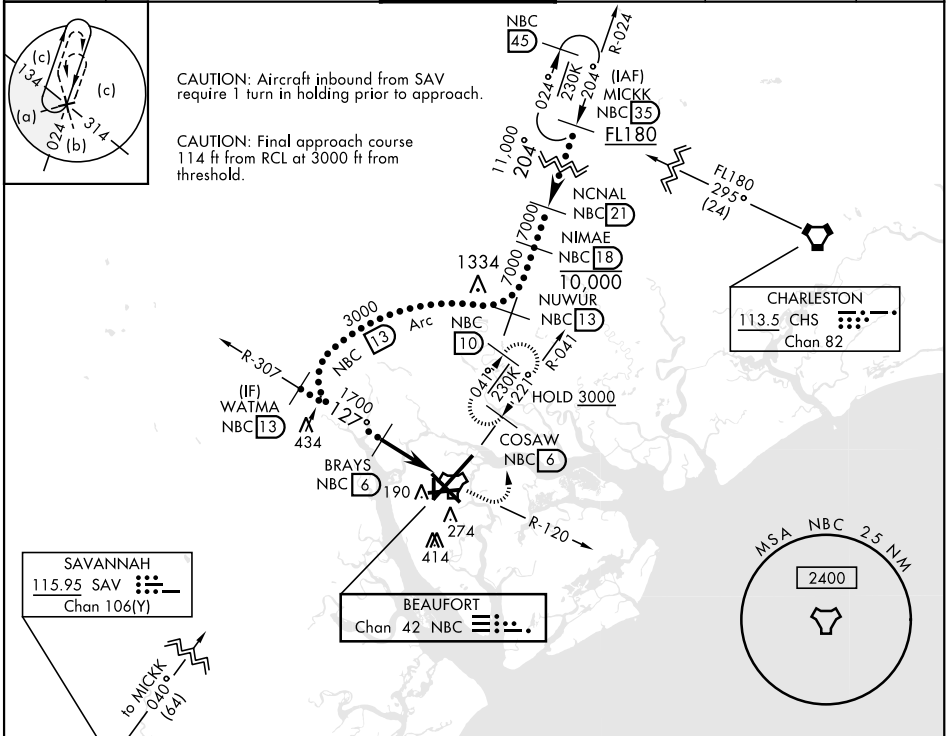 (c)
134
(c)
(a)
314
024
(b)
CAUTION: Aircraft inbound from SAV
require 1 turn in holding prior to approach.
CAUTION: Final approach course
114 ft from RCL at 3000 ft from
threshold.
NBC
45
R-024
024°
230K
204°
(IAF)
MICKK
NBC 35
FL180
11,000
204°
FL180
295°
(24)
NCNAL
NBC 21
7000
NIMAE
NBC 18
10,000
7000
1334
CHARLESTON
113.5 CHS
Chan 82
NUWUR
NBC 13
3000
NBC 13 Arc
NBC
10
R-041
041°
230K
221°
HOLD 3000
R-307
(IF)
WATMA
NBC 13
1700
127°
434
COSAW
NBC 6
BRAYS
NBC 6
190
274
414
R-120
MSA NBC 25 NM
2400
SAVANNAH
115.95 SAV
Chan 106(Y)
BEAUFORT
Chan 42 NBC
to MICKK
040°
(64)